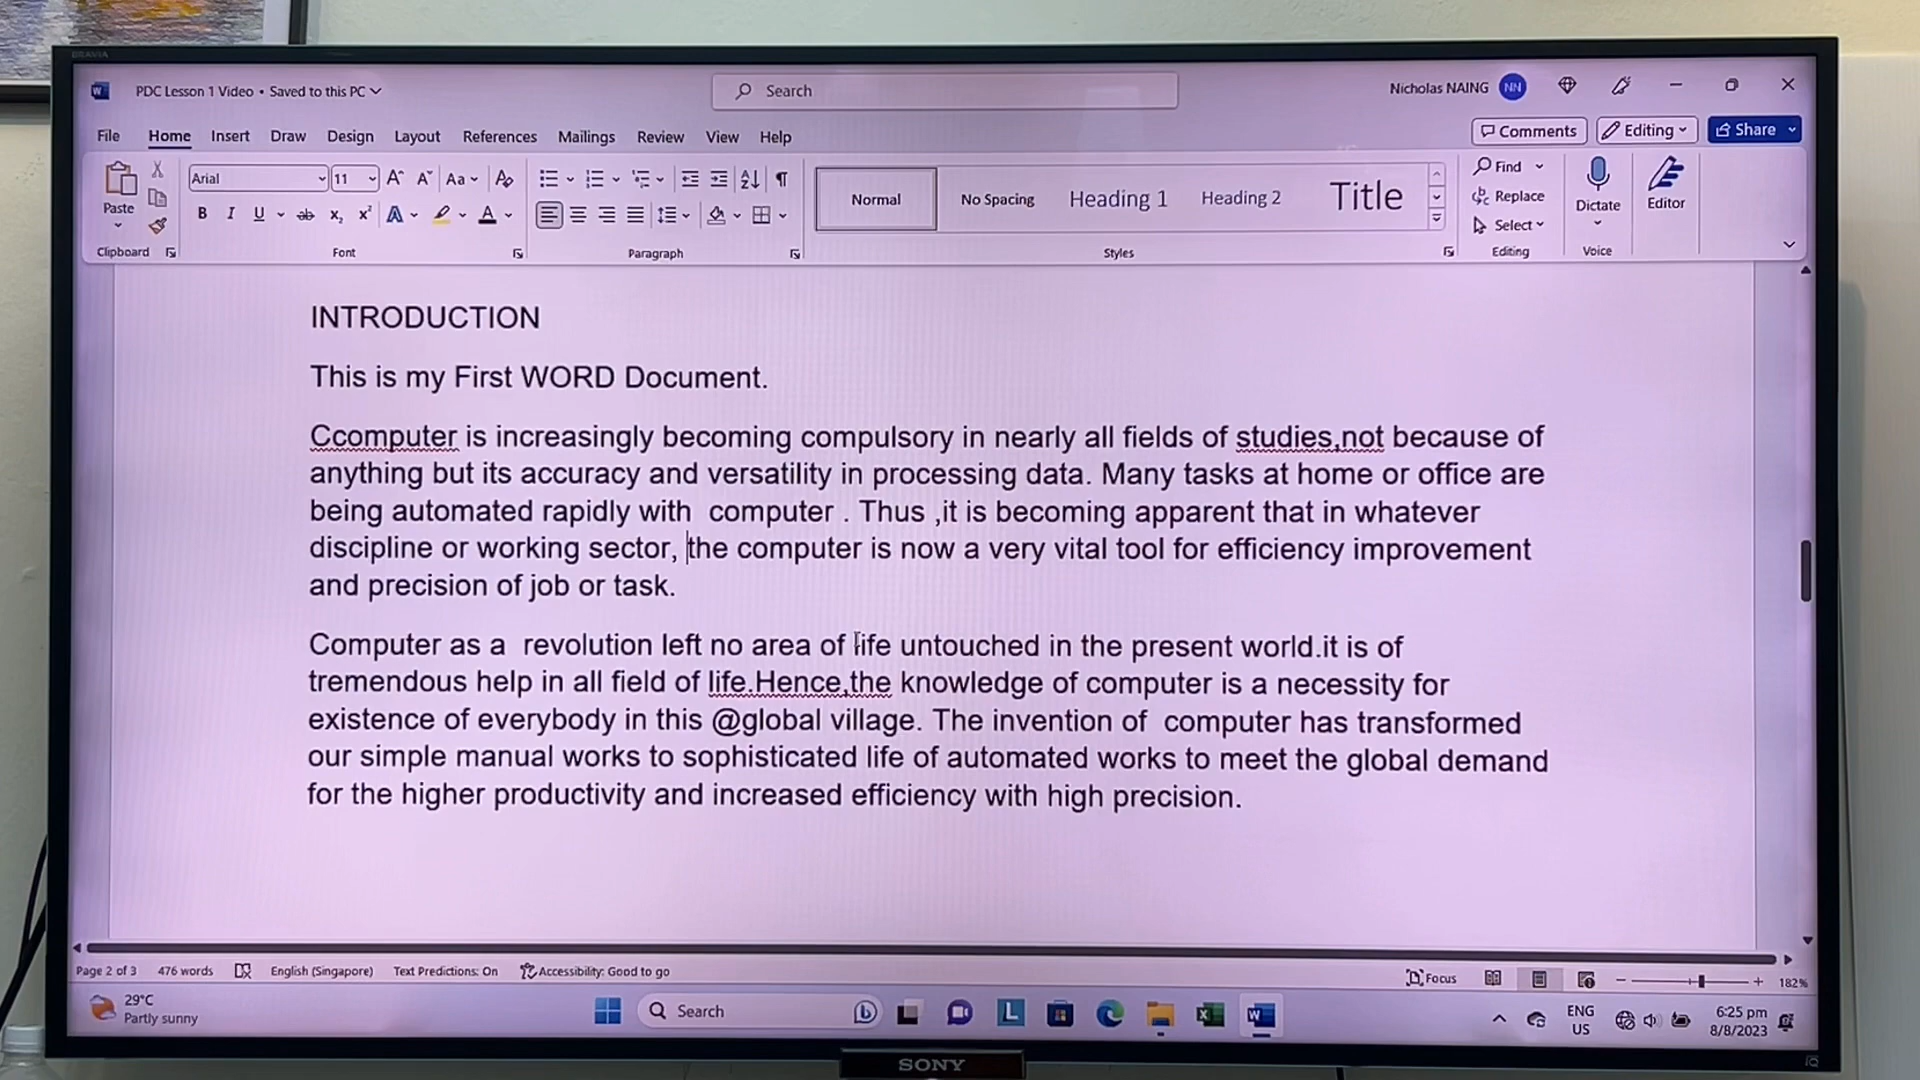 BRAVIA
PDC Lesson 1 Video • Saved to this PC
Search
Nicholas NAING NN
File Home Insert Draw Design Layout References Mailings Review View Help
Comments Editing Share
Paste
Arial 11 Aa
B I U ab x₂ x² A A
Normal No Spacing Heading 1 Heading 2 Title
Find
Replace
Select
Dictate
Editor
Clipboard Font Paragraph Styles Editing Voice
INTRODUCTION
This is my First WORD Document.
Ccomputer is increasingly becoming compulsory in nearly all fields of studies,not because of
anything but its accuracy and versatility in processing data. Many tasks at home or office are
being automated rapidly with  computer . Thus ,it is becoming apparent that in whatever
discipline or working sector, the computer is now a very vital tool for efficiency improvement
and precision of job or task.
Computer as a  revolution left no area of life untouched in the present world.it is of
tremendous help in all field of life.Hence,the knowledge of computer is a necessity for
existence of everybody in this @global village. The invention of  computer has transformed
our simple manual works to sophisticated life of automated works to meet the global demand
for the higher productivity and increased efficiency with high precision.
Page 2 of 3 476 words English (Singapore) Text Predictions: On Accessibility: Good to go Focus 182%
29°C
Partly sunny
Search
ENG
US
6:25 pm
8/8/2023
SONY